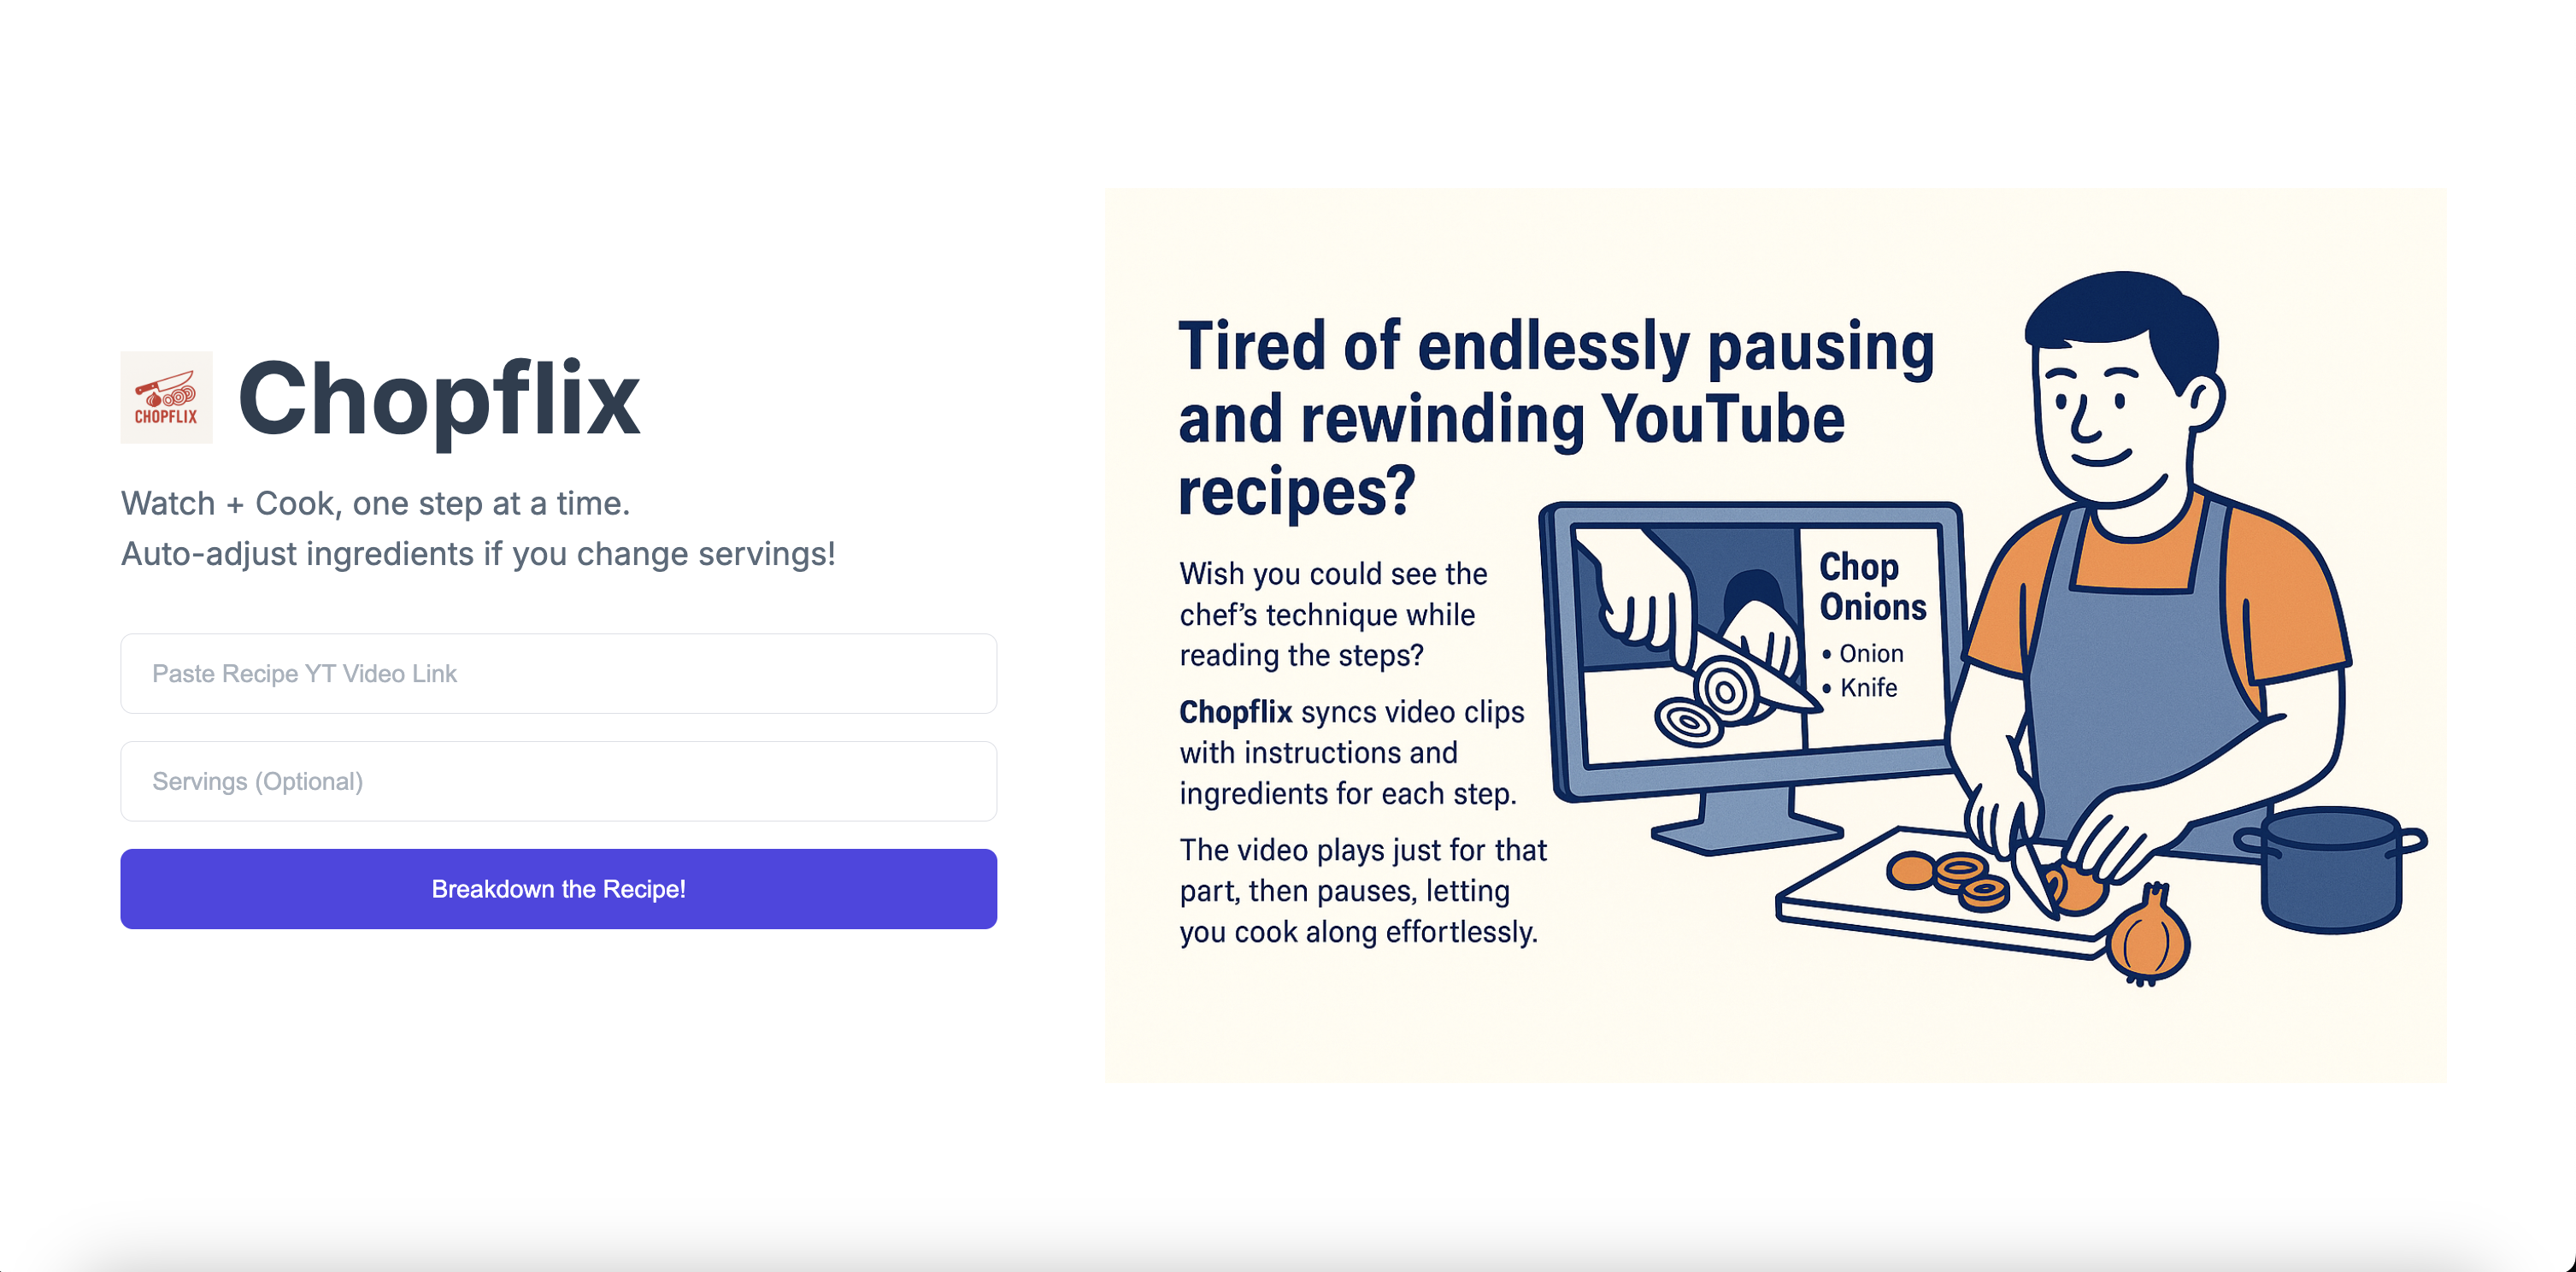 CHOPFLIX
Chopflix
Watch + Cook, one step at a time.
Auto-adjust ingredients if you change servings!
Paste Recipe YT Video Link
Servings (Optional)
Breakdown the Recipe!
Tired of endlessly pausing
and rewinding YouTube
recipes?
Wish you could see the
chef’s technique while
reading the steps?
Chopflix syncs video clips
with instructions and
ingredients for each step.
The video plays just for that
part, then pauses, letting
you cook along effortlessly.
Chop
Onions
• Onion
• Knife